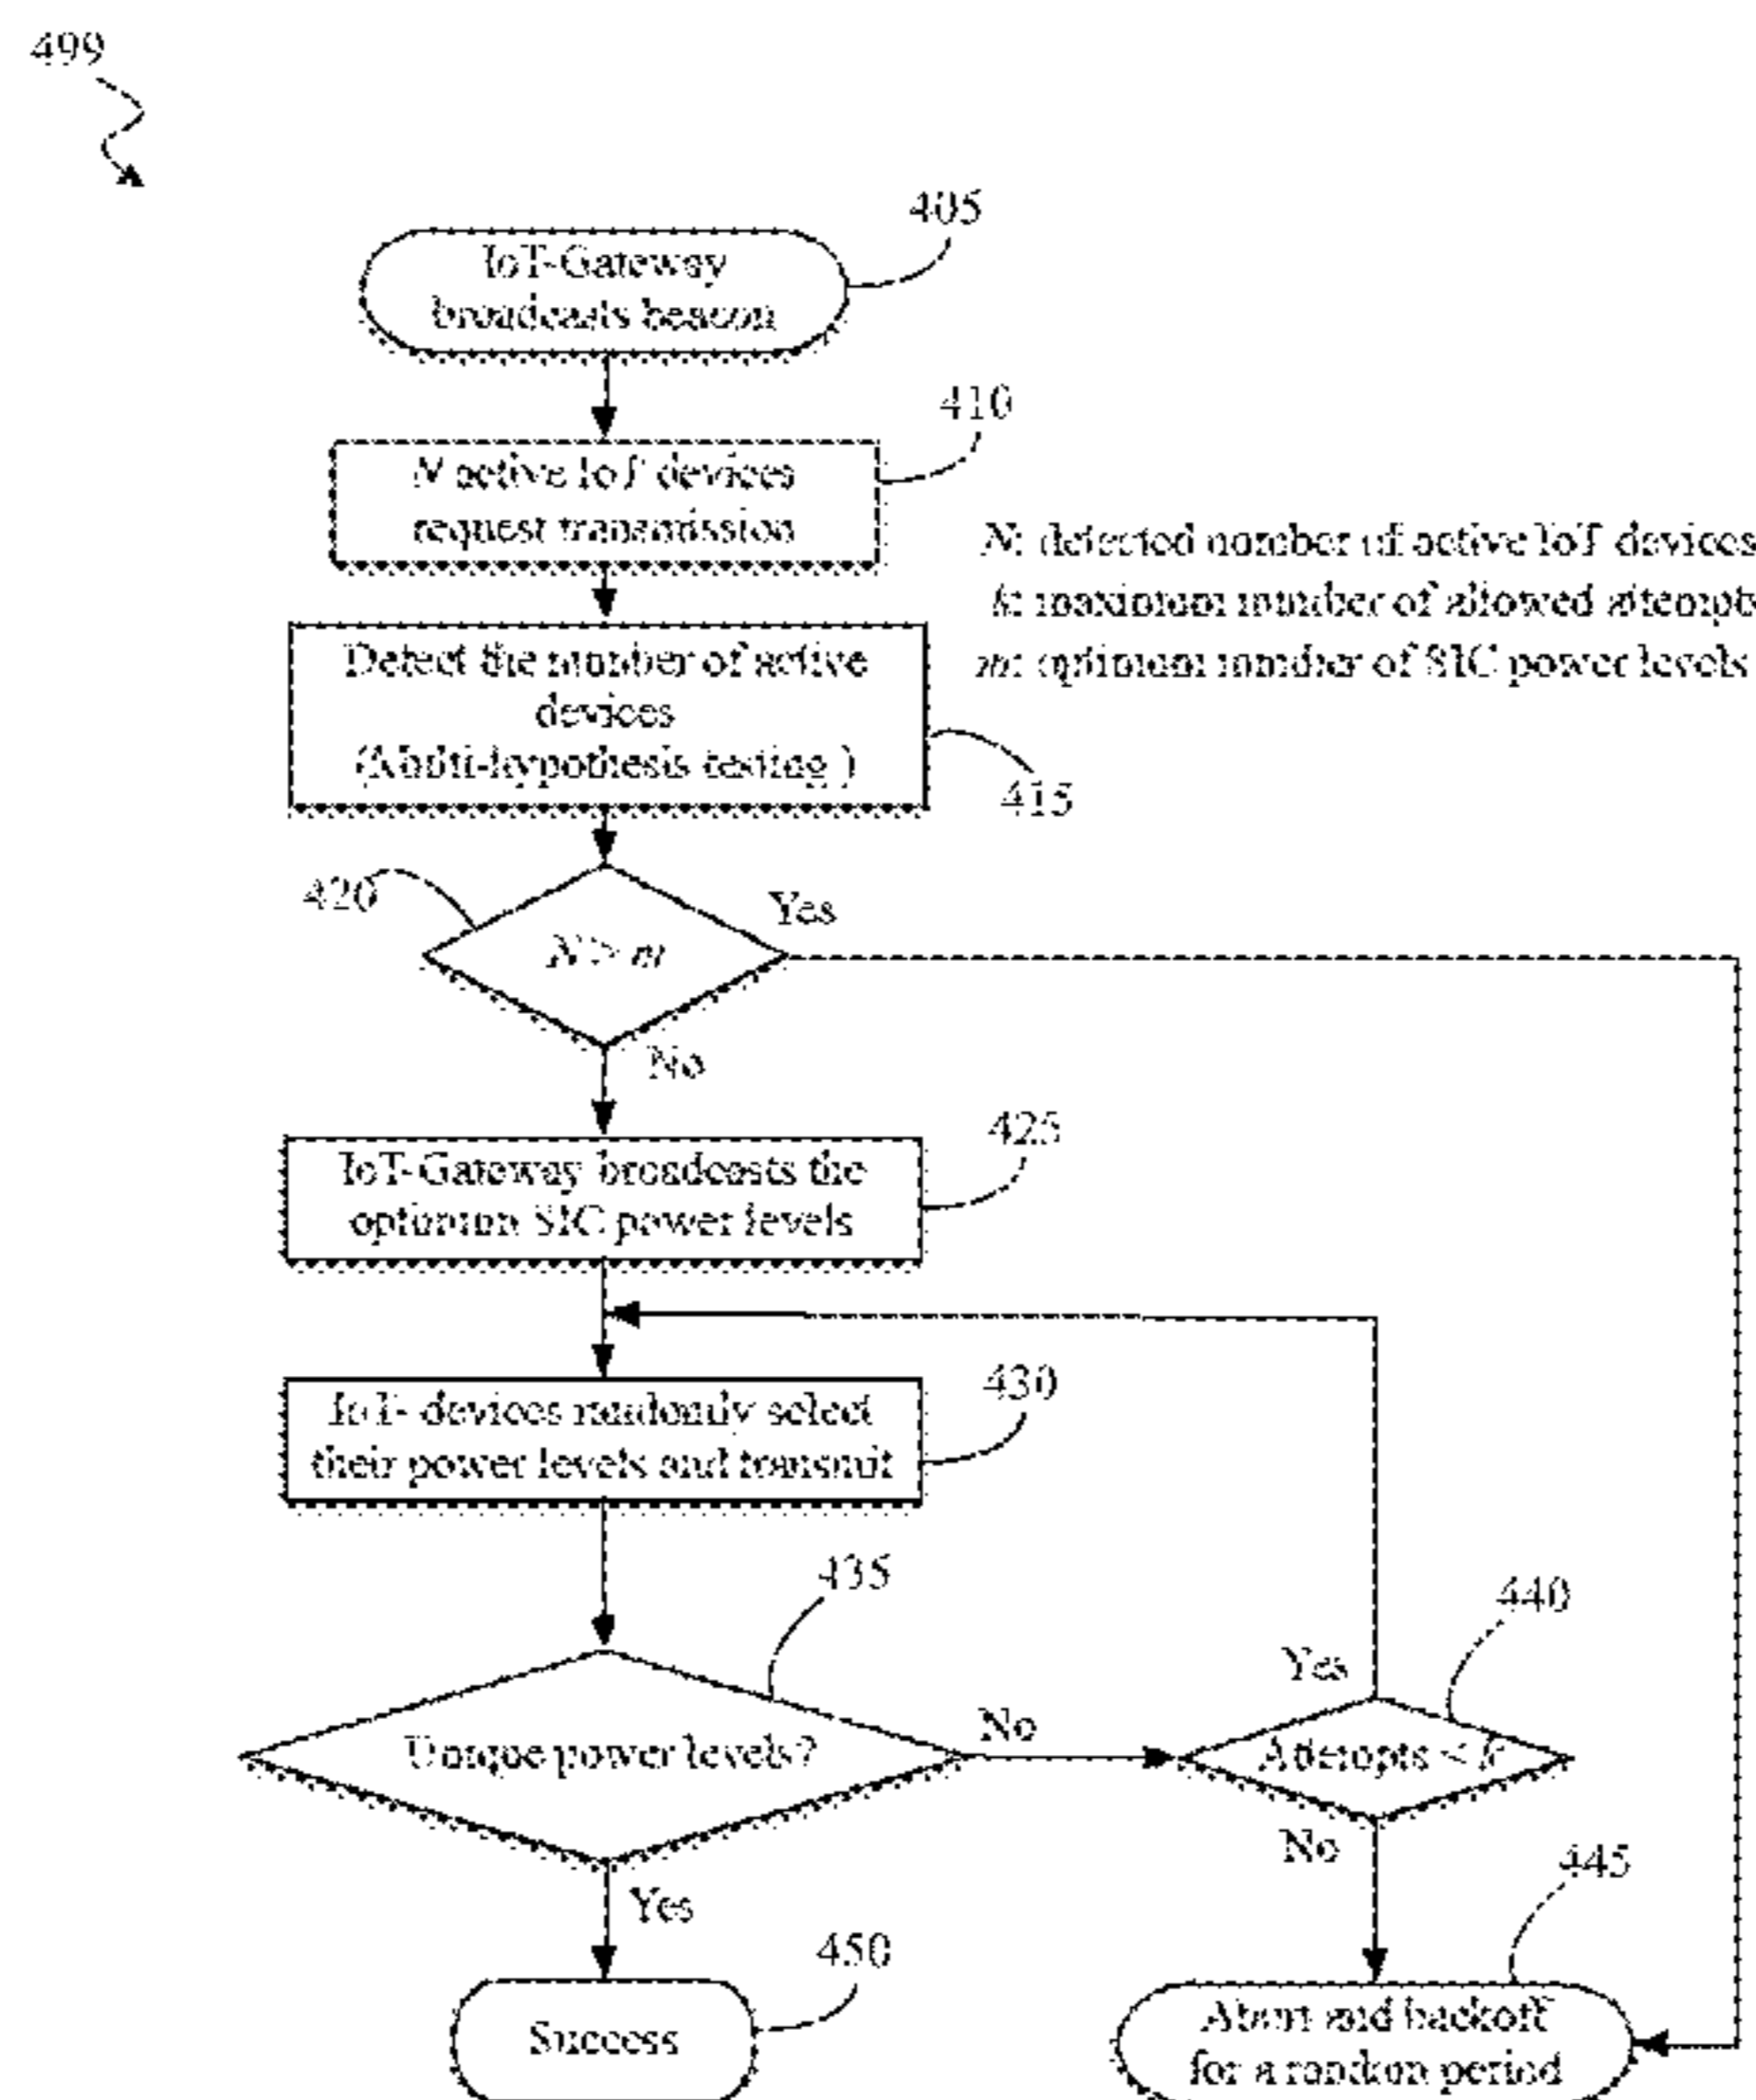 499
405
IoT-Gateway
broadcasts beacon
410
N active IoT devices
request transmission
N: detected number of active IoT devices
k: maximum number of allowed attempts
m: optimum number of SIC power levels
Detect the number of active
devices
(Multi-hypothesis testing )
415
420
Yes
N > m
No
425
IoT-Gateway broadcasts the
optimum SIC power levels
430
IoT- devices randomly select
their power levels and transmit
435
440
Yes
No
Unique power levels?
Attempts < k
No
445
Yes
450
Success
Abort and backoff
for a random period